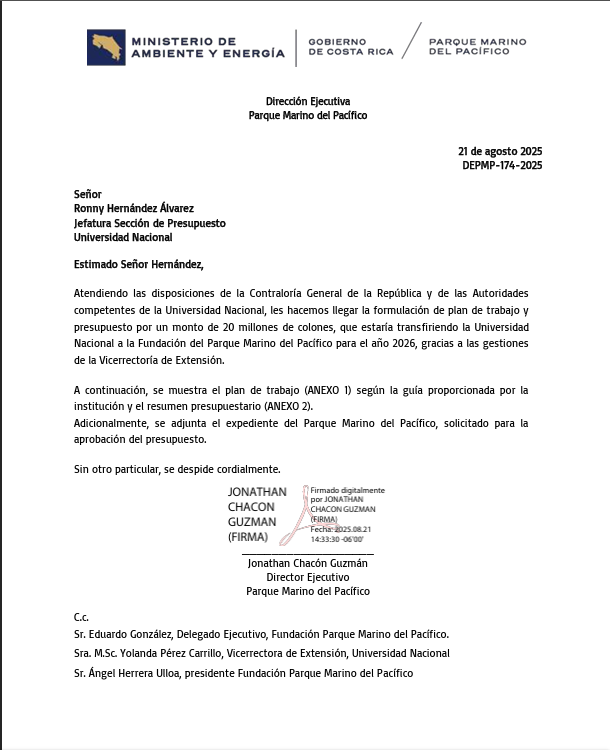 MINISTERIO DE
AMBIENTE Y ENERGÍA
GOBIERNO
DE COSTA RICA
PARQUE MARINO
DEL PACÍFICO
Dirección Ejecutiva
Parque Marino del Pacífico
21 de agosto 2025
DEPMP-174-2025
Señor
Ronny Hernández Álvarez
Jefatura Sección de Presupuesto
Universidad Nacional
Estimado Señor Hernández,
Atendiendo las disposiciones de la Contraloría General de la República y de las Autoridades
competentes de la Universidad Nacional, les hacemos llegar la formulación de plan de trabajo y
presupuesto por un monto de 20 millones de colones, que estaría transfiriendo la Universidad
Nacional a la Fundación del Parque Marino del Pacífico para el año 2026, gracias a las gestiones
de la Vicerrectoría de Extensión.
A continuación, se muestra el plan de trabajo (ANEXO 1) según la guía proporcionada por la
institución y el resumen presupuestario (ANEXO 2).
Adicionalmente, se adjunta el expediente del Parque Marino del Pacífico, solicitado para la
aprobación del presupuesto.
Sin otro particular, se despide cordialmente.
JONATHAN
CHACON
GUZMAN
(FIRMA)
Firmado digitalmente
por JONATHAN
CHACON GUZMAN
(FIRMA)
Fecha: 2025.08.21
14:33:30 -06'00'
Jonathan Chacón Guzmán
Director Ejecutivo
Parque Marino del Pacífico
C.c.
Sr. Eduardo González, Delegado Ejecutivo, Fundación Parque Marino del Pacífico.
Sra. M.Sc. Yolanda Pérez Carrillo, Vicerrectora de Extensión, Universidad Nacional
Sr. Ángel Herrera Ulloa, presidente Fundación Parque Marino del Pacífico